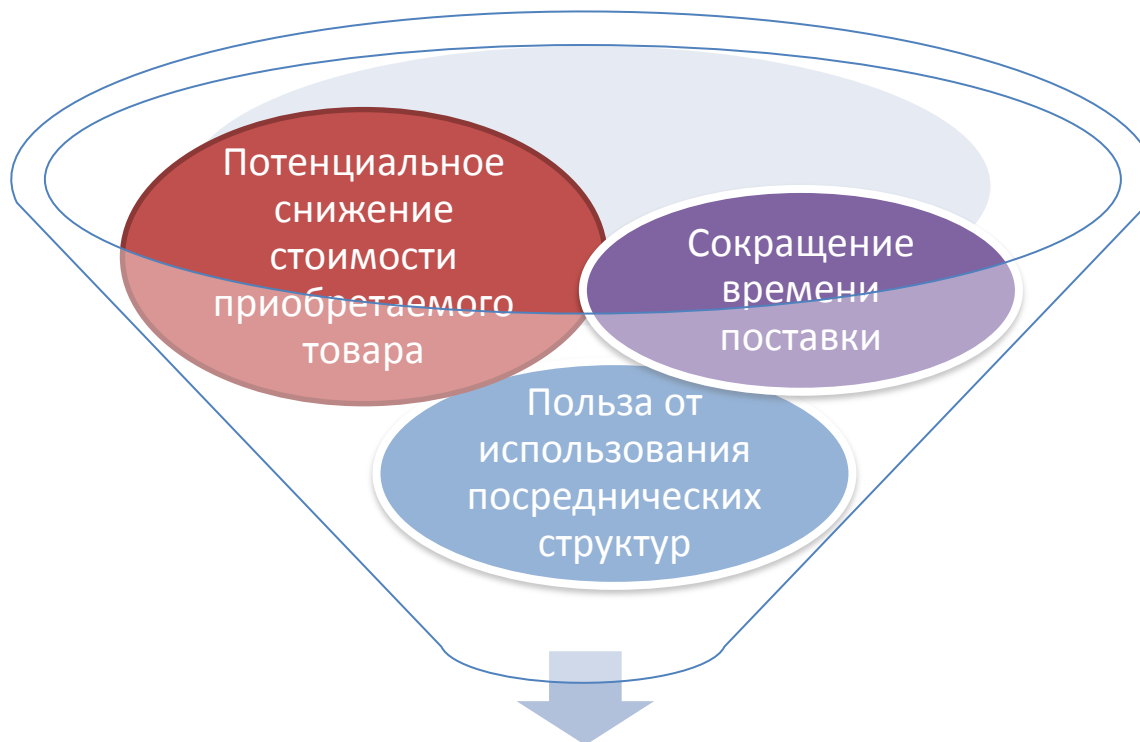 Потенциальное
снижение
стоимости
приобретаемого
товара
Сокращение
времени
поставки
Польза от
использования
посреднических
структур